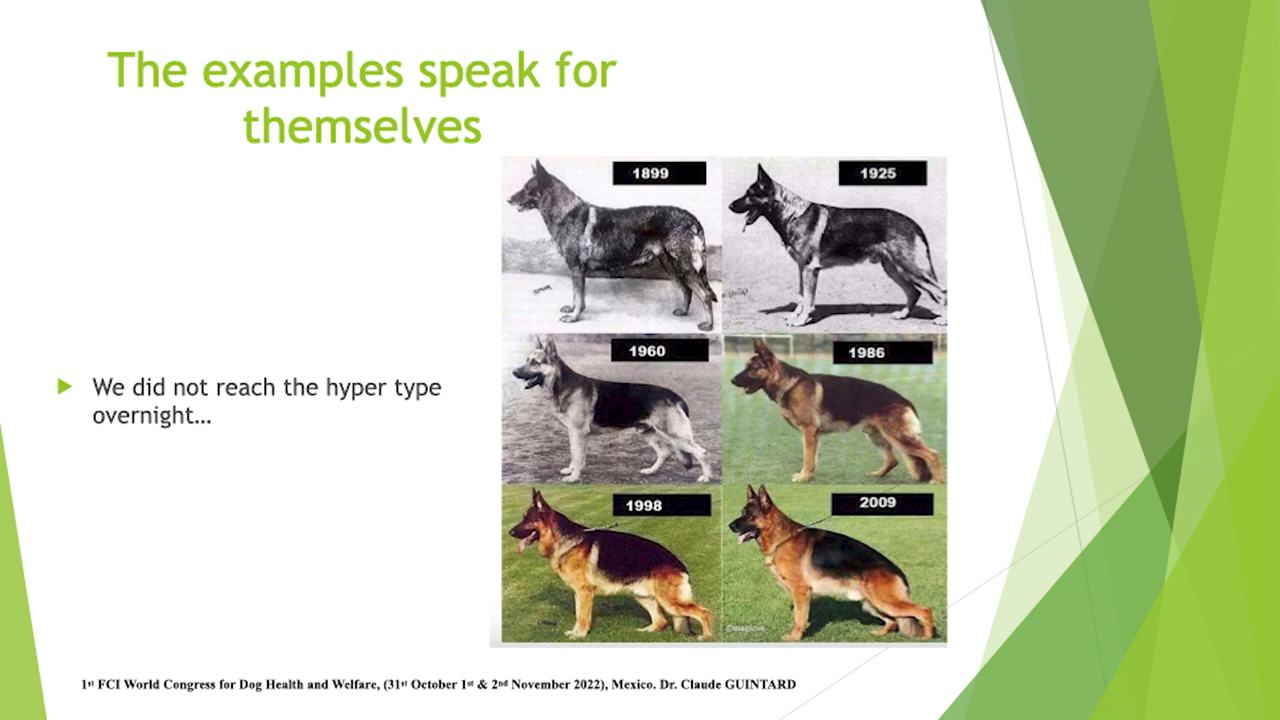 The examples speak for
themselves
1899
1925
1960
1986
1998
2009
We did not reach the hyper type
overnight…
1st FCI World Congress for Dog Health and Welfare, (31st October 1st & 2nd November 2022), Mexico. Dr. Claude GUINTARD